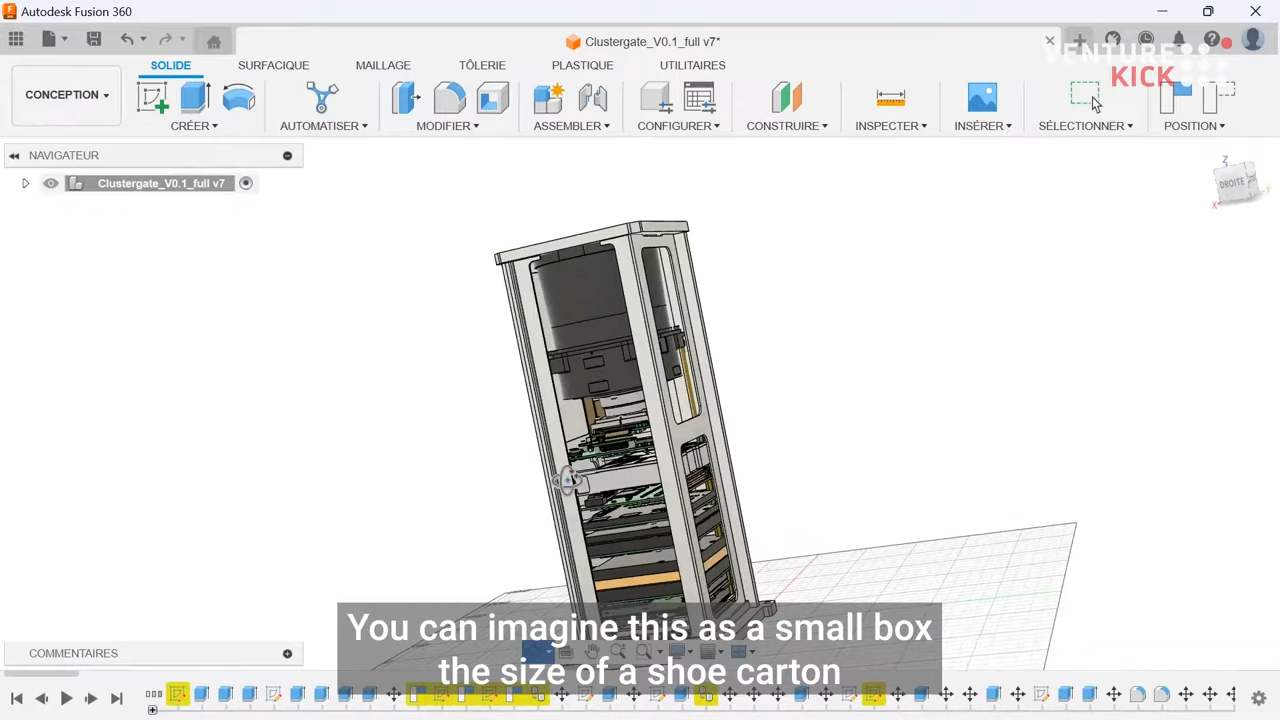 Autodesk Fusion 360
Clustergate_V0.1_full v7*
VENTURE
KICK
SOLIDE
SURFACIQUE
MAILLAGE
TÔLERIE
PLASTIQUE
UTILITAIRES
CONCEPTION
CRÉER
AUTOMATISER
MODIFIER
ASSEMBLER
CONFIGURER
CONSTRUIRE
INSPECTER
INSÉRER
SÉLECTIONNER
POSITION
NAVIGATEUR
Clustergate_V0.1_full v7
Z
DROITE
X
Y
You can imagine this as a small box
the size of a shoe carton
COMMENTAIRES